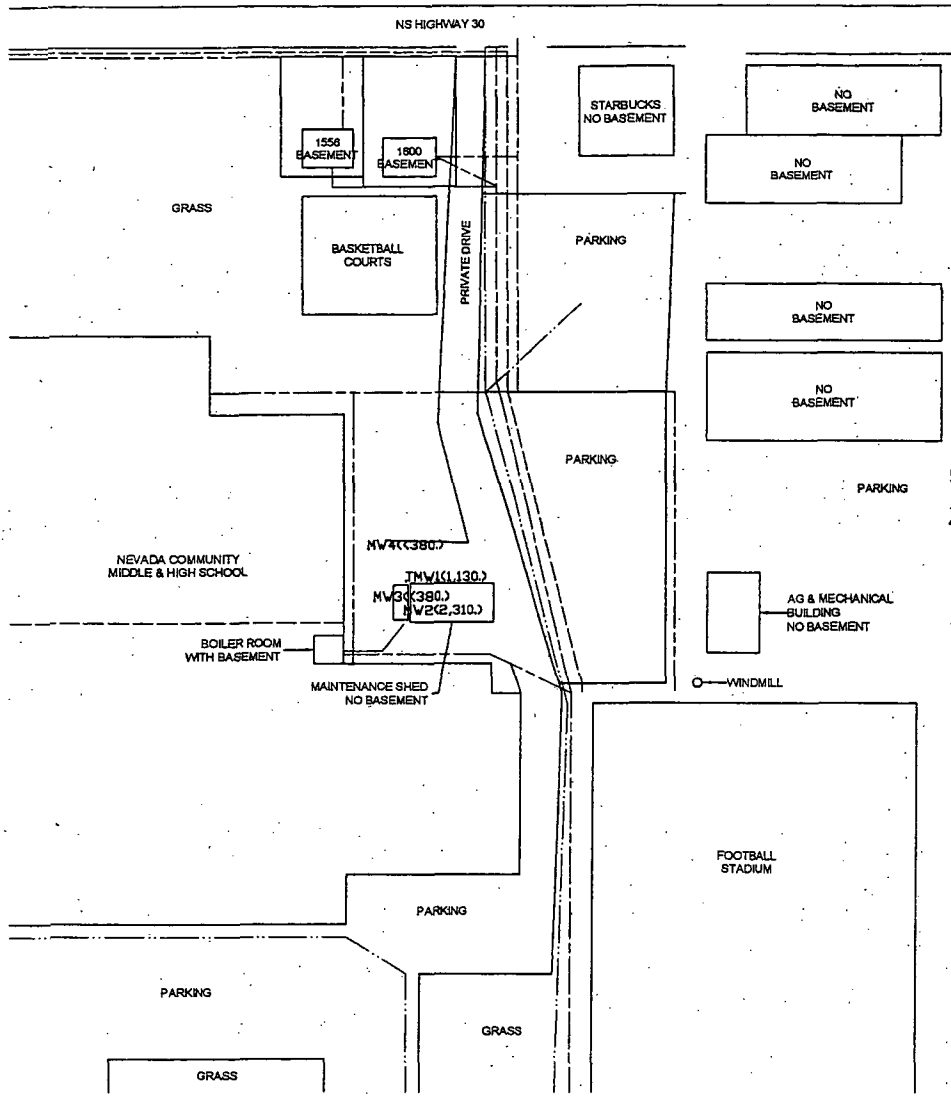 NS HIGHWAY 30
STARBUCKS
NO BASEMENT
NO
BASEMENT
1556
BASEMENT
1600
BASEMENT
NO
BASEMENT
GRASS
BASKETBALL
COURTS
PRIVATE DRIVE
PARKING
NO
BASEMENT
NO
BASEMENT
PARKING
PARKING
NEVADA COMMUNITY
MIDDLE & HIGH SCHOOL
MW4(<380.)
TMW1(1,130.)
MW3(<380.)
MW2(2,310.)
AG & MECHANICAL
BUILDING
NO BASEMENT
BOILER ROOM
WITH BASEMENT
MAINTENANCE SHED
NO BASEMENT
WINDMILL
FOOTBALL
STADIUM
PARKING
PARKING
GRASS
GRASS